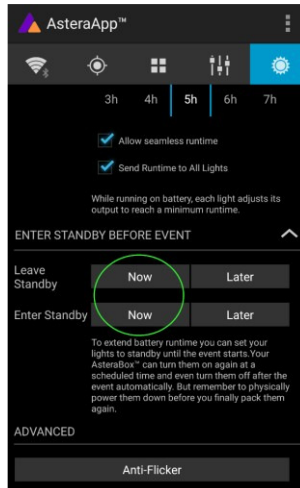 AsteraApp™
3h 4h 5h 6h 7h
Allow seamless runtime
Send Runtime to All Lights
While running on battery, each light adjusts its
output to reach a minimum runtime.
ENTER STANDBY BEFORE EVENT
Leave
Standby
Now Later
Enter Standby Now Later
To extend battery runtime you can set your
lights to standby until the event starts.Your
AsteraBox™ can turn them on again at a
scheduled time and even turn them off after the
event automatically. But remember to physically
power them down before you finally pack them
again.
ADVANCED
Anti-Flicker